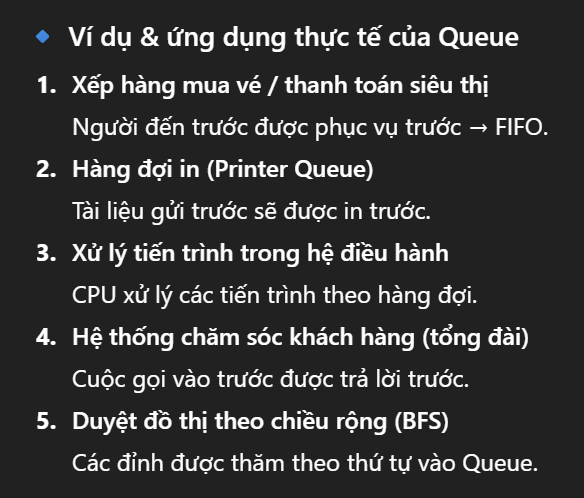 Ví dụ & ứng dụng thực tế của Queue
1. Xếp hàng mua vé / thanh toán siêu thị
Người đến trước được phục vụ trước → FIFO.
2. Hàng đợi in (Printer Queue)
Tài liệu gửi trước sẽ được in trước.
3. Xử lý tiến trình trong hệ điều hành
CPU xử lý các tiến trình theo hàng đợi.
4. Hệ thống chăm sóc khách hàng (tổng đài)
Cuộc gọi vào trước được trả lời trước.
5. Duyệt đồ thị theo chiều rộng (BFS)
Các đỉnh được thăm theo thứ tự vào Queue.